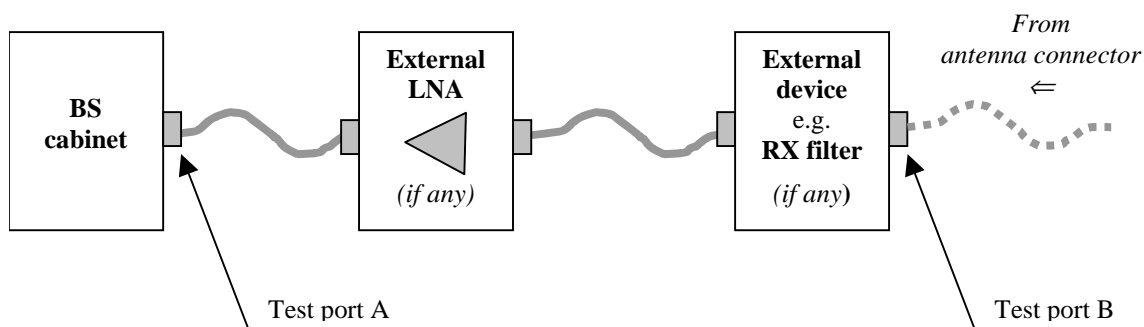 BS
cabinet
External
LNA
(if any)
External
device
e.g.
RX filter
(if any)
From
antenna connector
⇐
Test port A
Test port B